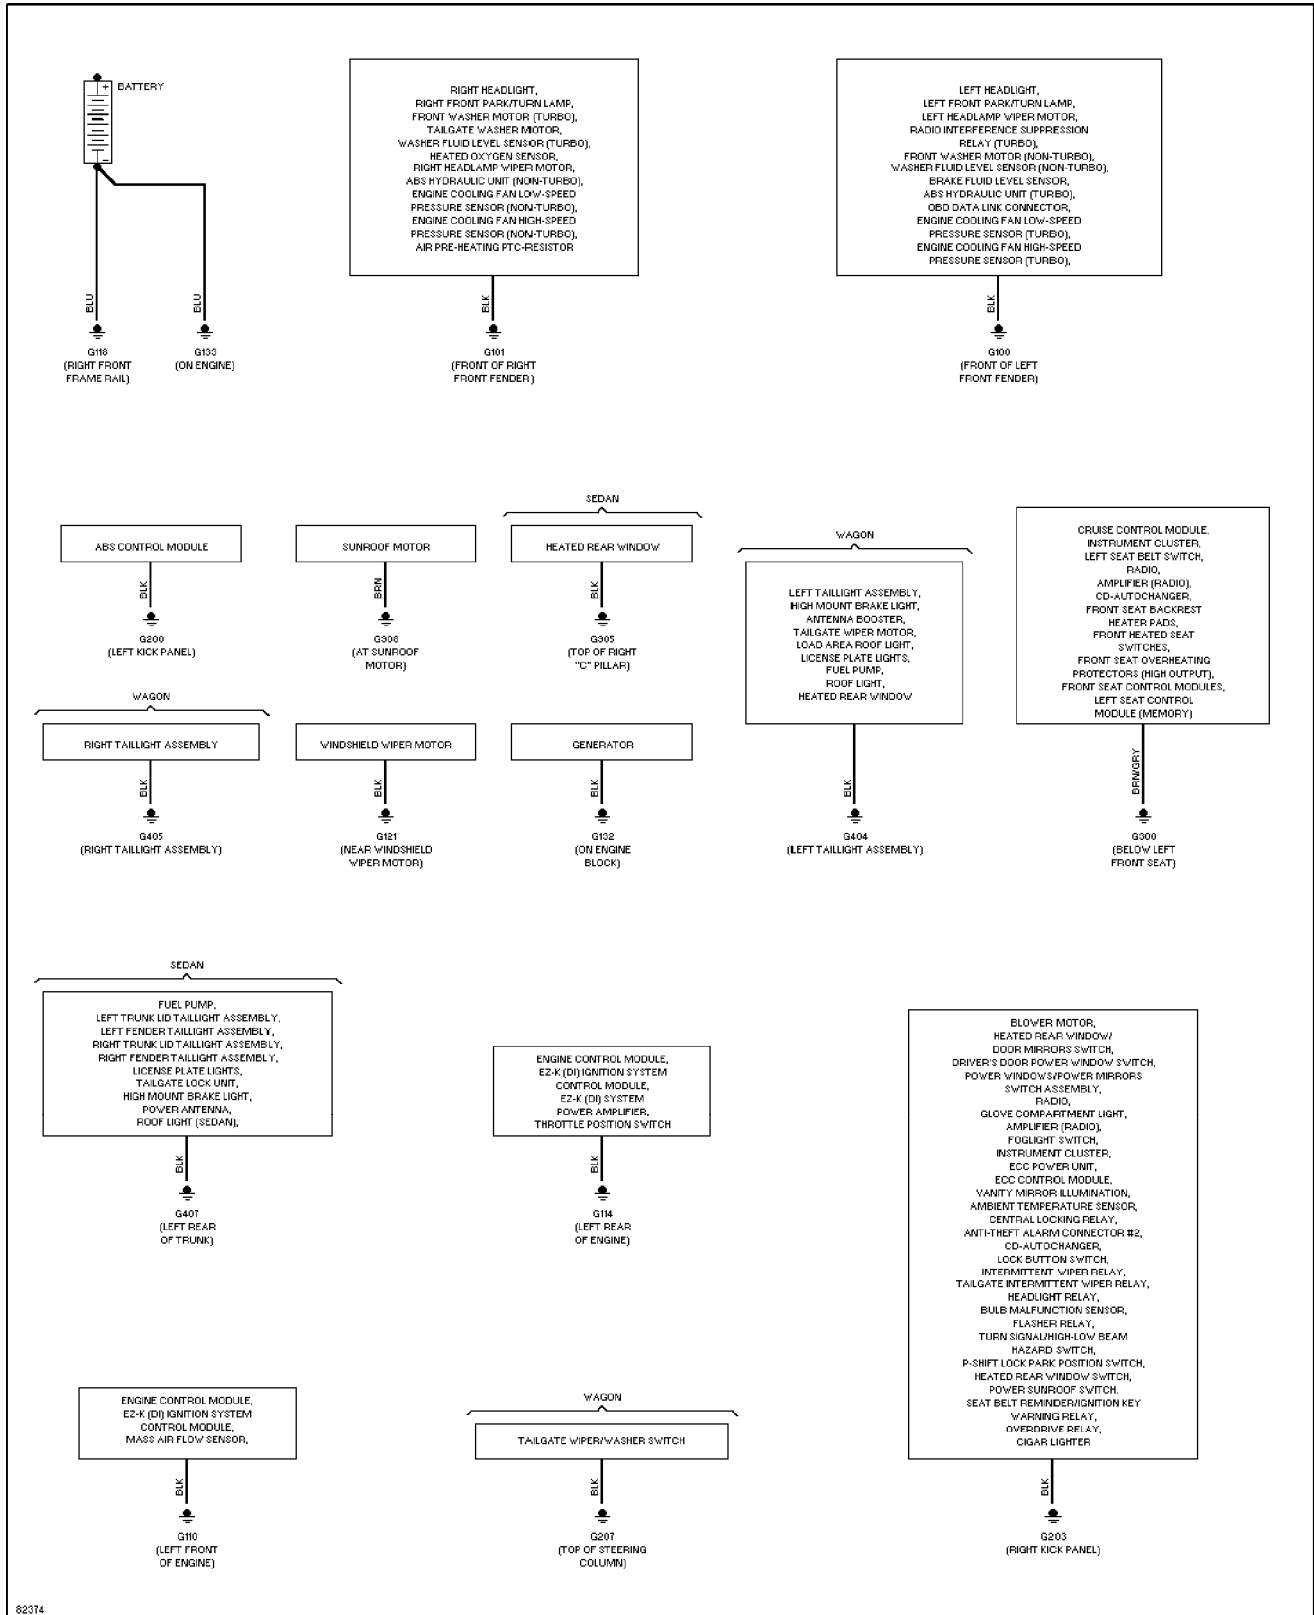 BATTERY
+
-
BLU
BLU
G118
(RIGHT FRONT
FRAME RAIL)
G133
(ON ENGINE)
RIGHT HEADLIGHT,
RIGHT FRONT PARK/TURN LAMP,
FRONT WASHER MOTOR (TURBO),
TAILGATE WASHER MOTOR,
WASHER FLUID LEVEL SENSOR (TURBO),
HEATED OXYGEN SENSOR,
RIGHT HEADLAMP WIPER MOTOR,
ABS HYDRAULIC UNIT (NON-TURBO),
ENGINE COOLING FAN LOW-SPEED
PRESSURE SENSOR (NON-TURBO),
ENGINE COOLING FAN HIGH-SPEED
PRESSURE SENSOR (NON-TURBO),
AIR PRE-HEATING PTC-RESISTOR
BLK
G101
(FRONT OF RIGHT
FRONT FENDER)
LEFT HEADLIGHT,
LEFT FRONT PARK/TURN LAMP,
LEFT HEADLAMP WIPER MOTOR,
RADIO INTERFERENCE SUPPRESSION
RELAY (TURBO),
FRONT WASHER MOTOR (NON-TURBO),
WASHER FLUID LEVEL SENSOR (NON-TURBO),
BRAKE FLUID LEVEL SENSOR,
ABS HYDRAULIC UNIT (TURBO),
OBD DATA LINK CONNECTOR,
ENGINE COOLING FAN LOW-SPEED
PRESSURE SENSOR (TURBO),
ENGINE COOLING FAN HIGH-SPEED
PRESSURE SENSOR (TURBO),
BLK
G100
(FRONT OF LEFT
FRONT FENDER)
ABS CONTROL MODULE
BLK
G200
(LEFT KICK PANEL)
SUNROOF MOTOR
BRN
G308
(AT SUNROOF
MOTOR)
SEDAN
HEATED REAR WINDOW
BLK
G305
(TOP OF RIGHT
"C" PILLAR)
WAGON
LEFT TAILLIGHT ASSEMBLY,
HIGH MOUNT BRAKE LIGHT,
ANTENNA BOOSTER,
TAILGATE WIPER MOTOR,
LOAD AREA ROOF LIGHT,
LICENSE PLATE LIGHTS,
FUEL PUMP,
ROOF LIGHT,
HEATED REAR WINDOW
BLK
G404
(LEFT TAILLIGHT ASSEMBLY)
CRUISE CONTROL MODULE,
INSTRUMENT CLUSTER,
LEFT SEAT BELT SWITCH,
RADIO,
AMPLIFIER (RADIO),
CD-AUTOCHANGER,
FRONT SEAT BACKREST
HEATER PADS,
FRONT HEATED SEAT
SWITCHES,
FRONT SEAT OVERHEATING
PROTECTORS (HIGH OUTPUT),
FRONT SEAT CONTROL MODULES,
LEFT SEAT CONTROL
MODULE (MEMORY)
BRN/GRY
G300
(BELOW LEFT
FRONT SEAT)
WAGON
RIGHT TAILLIGHT ASSEMBLY
BLK
G405
(RIGHT TAILLIGHT ASSEMBLY)
WINDSHIELD WIPER MOTOR
BLK
G121
(NEAR WINDSHIELD
WIPER MOTOR)
GENERATOR
BLK
G132
(ON ENGINE
BLOCK)
SEDAN
FUEL PUMP,
LEFT TRUNK LID TAILLIGHT ASSEMBLY,
LEFT FENDER TAILLIGHT ASSEMBLY,
RIGHT TRUNK LID TAILLIGHT ASSEMBLY,
RIGHT FENDER TAILLIGHT ASSEMBLY,
LICENSE PLATE LIGHTS,
TAILGATE LOCK UNIT,
HIGH MOUNT BRAKE LIGHT,
POWER ANTENNA,
ROOF LIGHT (SEDAN),
BLK
G407
(LEFT REAR
OF TRUNK)
ENGINE CONTROL MODULE,
EZ-K (DI) IGNITION SYSTEM
CONTROL MODULE,
EZ-K (DI) SYSTEM
POWER AMPLIFIER,
THROTTLE POSITION SWITCH
BLK
G114
(LEFT REAR
OF ENGINE)
BLOWER MOTOR,
HEATED REAR WINDOW/
DOOR MIRRORS SWITCH,
DRIVER'S DOOR POWER WINDOW SWITCH,
POWER WINDOWS/POWER MIRRORS
SWITCH ASSEMBLY,
RADIO,
GLOVE COMPARTMENT LIGHT,
AMPLIFIER (RADIO),
FOGLIGHT SWITCH,
INSTRUMENT CLUSTER,
ECC POWER UNIT,
ECC CONTROL MODULE,
VANITY MIRROR ILLUMINATION,
AMBIENT TEMPERATURE SENSOR,
CENTRAL LOCKING RELAY,
ANTI-THEFT ALARM CONNECTOR #2,
CD-AUTOCHANGER,
LOCK BUTTON SWITCH,
INTERMITTENT WIPER RELAY,
TAILGATE INTERMITTENT WIPER RELAY,
HEADLIGHT RELAY,
BULB MALFUNCTION SENSOR,
FLASHER RELAY,
TURN SIGNAL/HIGH-LOW BEAM
HAZARD SWITCH,
P-SHIFT LOCK PARK POSITION SWITCH,
HEATED REAR WINDOW SWITCH,
POWER SUNROOF SWITCH,
SEAT BELT REMINDER/IGNITION KEY
WARNING RELAY,
OVERDRIVE RELAY,
CIGAR LIGHTER
BLK
G203
(RIGHT KICK PANEL)
ENGINE CONTROL MODULE,
EZ-K (DI) IGNITION SYSTEM
CONTROL MODULE,
MASS AIR FLOW SENSOR,
BLK
G110
(LEFT FRONT
OF ENGINE)
WAGON
TAILGATE WIPER/WASHER SWITCH
BLK
G207
(TOP OF STEERING
COLUMN)
82374